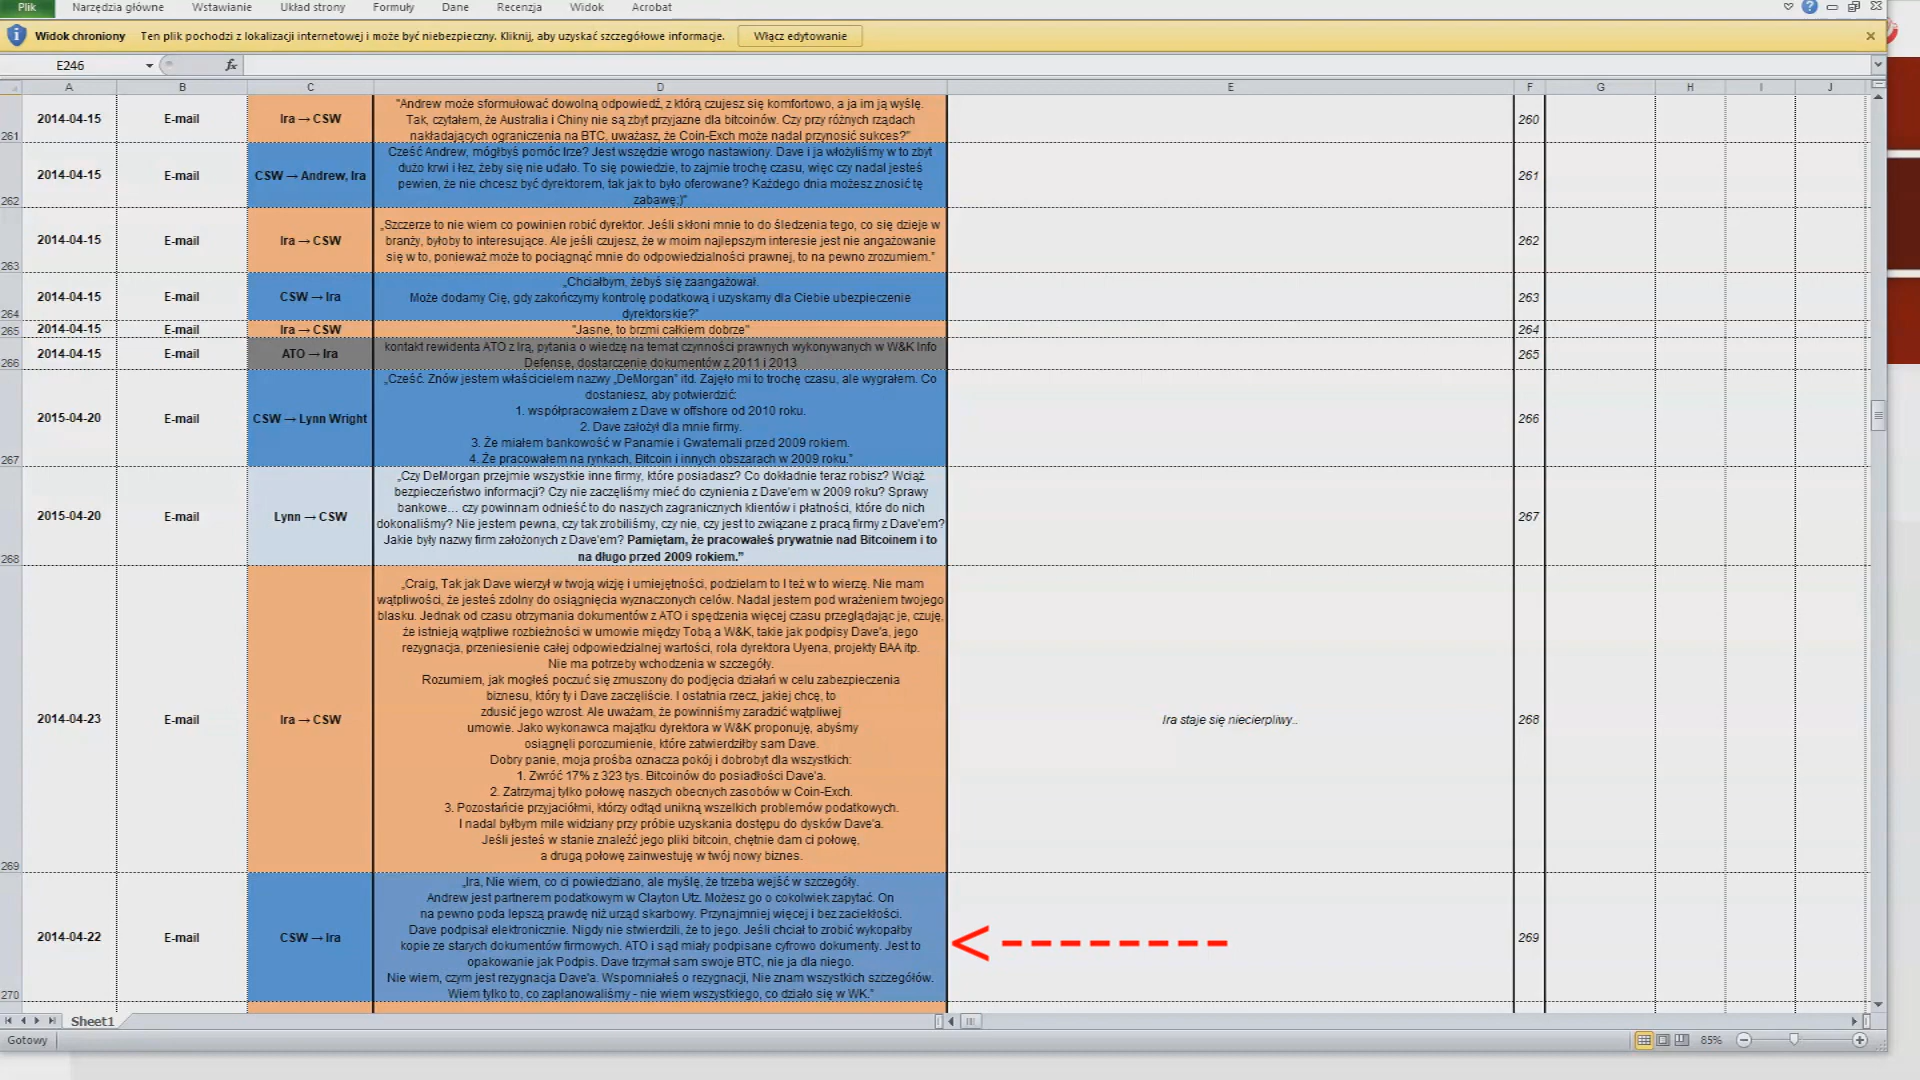 Plik Narzędzia główne Wstawianie Układ strony Formuły Dane Recenzja Widok Acrobat
Widok chroniony Ten plik pochodzi z lokalizacji internetowej i może być niebezpieczny. Kliknij, aby uzyskać szczegółowe informacje. Włącz edytowanie
E246 fx
A B C D E F G H I J
261 2014-04-15 E-mail Ira → CSW 260
"Andrew może sformułować dowolną odpowiedź, z którą czujesz się komfortowo, a ja im ją wyślę.
Tak, czytałem, że Australia i Chiny nie są zbyt przyjazne dla bitcoinów. Czy przy różnych rządach
nakładających ograniczenia na BTC, uważasz, że Coin-Exch może nadal przynosić sukces?"
262 2014-04-15 E-mail CSW → Andrew, Ira 261
Cześć Andrew, mógłbyś pomóc Irze? Jest wszędzie wrogo nastawiony. Dave i ja włożyliśmy w to zbyt
dużo krwi i łez, żeby się nie udało. To się powiedzie, to zajmie trochę czasu, więc czy nadal jesteś
pewien, że nie chcesz być dyrektorem, tak jak to było oferowane? Każdego dnia możesz znosić tę
zabawę;)"
263 2014-04-15 E-mail Ira → CSW 262
„Szczerze to nie wiem co powinien robić dyrektor. Jeśli skłoni mnie to do śledzenia tego, co się dzieje w
branży, byłoby to interesujące. Ale jeśli czujesz, że w moim najlepszym interesie jest nie angażowanie
się w to, ponieważ może to pociągnąć mnie do odpowiedzialności prawnej, to na pewno zrozumiem."
264 2014-04-15 E-mail CSW → Ira 263
„Chciałbym, żebyś się zaangażował.
Może dodamy Cię, gdy zakończymy kontrolę podatkową i uzyskamy dla Ciebie ubezpieczenie
dyrektorskie?"
265 2014-04-15 E-mail Ira → CSW "Jasne, to brzmi całkiem dobrze" 264
266 2014-04-15 E-mail ATO → Ira 265
kontakt rewidenta ATO z Irą, pytania o wiedzę na temat czynności prawnych wykonywanych w W&K Info
Defense, dostarczenie dokumentów z 2011 i 2013
267 2015-04-20 E-mail CSW → Lynn Wright 266
„Cześć. Znów jestem właścicielem nazwy „DeMorgan" itd. Zajęło mi to trochę czasu, ale wygrałem. Co
dostaniesz, aby potwierdzić:
1. współpracowałem z Dave w offshore od 2010 roku.
2. Dave założył dla mnie firmy.
3. Że miałem bankowość w Panamie i Gwatemali przed 2009 rokiem.
4. Że pracowałem na rynkach, Bitcoin i innych obszarach w 2009 roku."
268 2015-04-20 E-mail Lynn → CSW 267
„Czy DeMorgan przejmie wszystkie inne firmy, które posiadasz? Co dokładnie teraz robisz? Wciąż
bezpieczeństwo informacji? Czy nie zaczęliśmy mieć do czynienia z Dave'em w 2009 roku? Sprawy
bankowe... czy powinnam odnieść to do naszych zagranicznych klientów i płatności, które do nich
dokonaliśmy? Nie jestem pewna, czy tak zrobiliśmy, czy nie, czy jest to związane z pracą firmy z Dave'em?
Jakie były nazwy firm założonych z Dave'em? Pamiętam, że pracowałeś prywatnie nad Bitcoinem i to
na długo przed 2009 rokiem."
269 2014-04-23 E-mail Ira → CSW Ira staje się niecierpliwy.. 268
„Craig, Tak jak Dave wierzył w twoją wizję i umiejętności, podzielam to I też w to wierzę. Nie mam
wątpliwości, że jesteś zdolny do osiągnięcia wyznaczonych celów. Nadal jestem pod wrażeniem twojego
blasku. Jednak od czasu otrzymania dokumentów z ATO i spędzenia więcej czasu przeglądając je, czuję,
że istnieją wątpliwe rozbieżności w umowie między Tobą a W&K, takie jak podpisy Dave'a, jego
rezygnacja, przeniesienie całej odpowiedzialnej wartości, rola dyrektora Uyena, projekty BAA itp.
Nie ma potrzeby wchodzenia w szczegóły.
Rozumiem, jak mogłeś poczuć się zmuszony do podjęcia działań w celu zabezpieczenia
biznesu, który ty i Dave zaczęliście. I ostatnia rzecz, jakiej chcę, to
zdusić jego wzrost. Ale uważam, że powinniśmy zaradzić wątpliwej
umowie. Jako wykonawca majątku dyrektora w W&K proponuję, abyśmy
osiągnęli porozumienie, które zatwierdziłby sam Dave.
Dobry panie, moja prośba oznacza pokój i dobrobyt dla wszystkich:
1. Zwróć 17% z 323 tys. Bitcoinów do posiadłości Dave'a.
2. Zatrzymaj tylko połowę naszych obecnych zasobów w Coin-Exch.
3. Pozostańcie przyjaciółmi, którzy odtąd unikną wszelkich problemów podatkowych.
I nadal byłbym mile widziany przy próbie uzyskania dostępu do dysków Dave'a.
Jeśli jesteś w stanie znaleźć jego pliki bitcoin, chętnie dam ci połowę,
a drugą połowę zainwestuję w twój nowy biznes.
270 2014-04-22 E-mail CSW → Ira 269
„Ira, Nie wiem, co ci powiedziano, ale myślę, że trzeba wejść w szczegóły.
Andrew jest partnerem podatkowym w Clayton Utz. Możesz go o cokolwiek zapytać. On
na pewno poda lepszą prawdę niż urząd skarbowy. Przynajmniej więcej i bez zaciekłości.
Dave podpisał elektronicznie. Nigdy nie stwierdzili, że to jego. Jeśli chciał to zrobić wykopałby
kopie ze starych dokumentów firmowych. ATO i sąd miały podpisane cyfrowo dokumenty. Jest to
opakowanie jak Podpis. Dave trzymał sam swoje BTC, nie ja dla niego.
Nie wiem, czym jest rezygnacja Dave'a. Wspomniałeś o rezygnacji, Nie znam wszystkich szczegółów.
Wiem tylko to, co zaplanowaliśmy - nie wiem wszystkiego, co działo się w WK."
Sheet1
Gotowy 85%